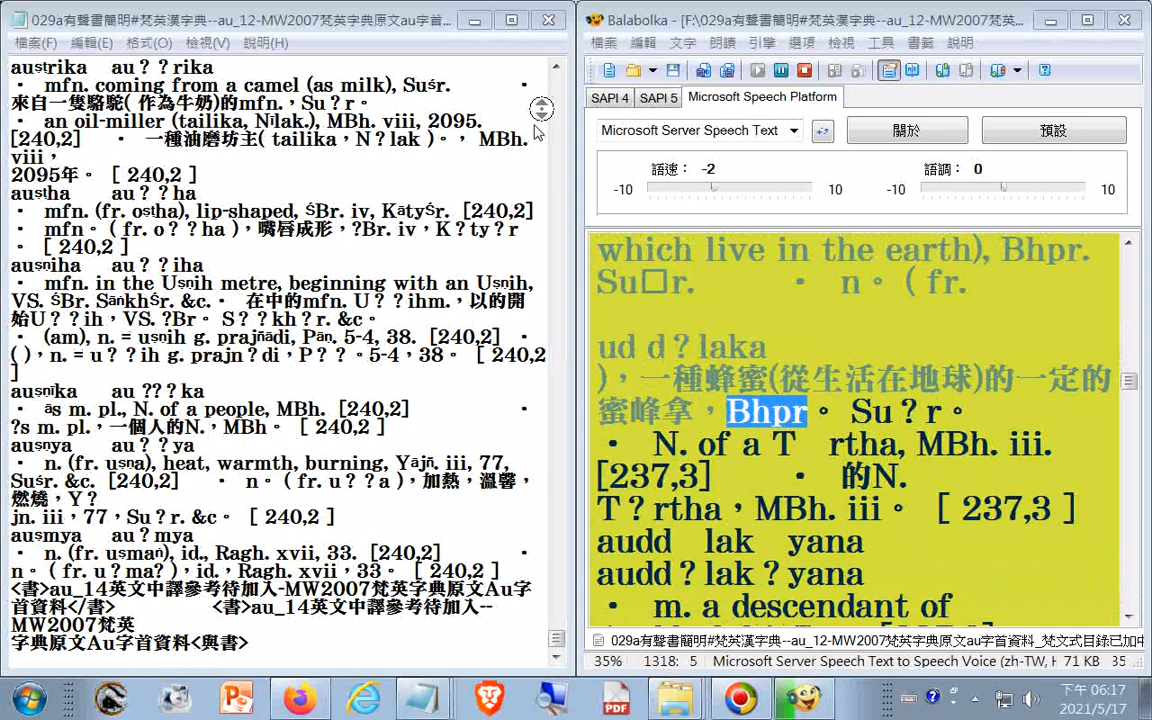 029a有聲書簡明#梵英漢字典--au_12-MW2007梵英字典原文au字首...
檔案(F) 編輯(E) 格式(O) 檢視(V) 說明(H)
auṣṭrika au??rika
• mfn. coming from a camel (as milk), Suśr. •
來自一隻駱駝( 作為牛奶)的mfn.，Su?r。
• an oil-miller (tailika, Nīlak.), MBh. viii, 2095.
[240,2] • 一種油磨坊主( tailika，N?lak )。， MBh.
viii，
2095年。 [ 240,2 ]
auṣṭha au??ha
• mfn. (fr. oṣṭha), lip-shaped, ŚBr. iv, KātyŚr. [240,2]
• mfn。( fr. o??ha )，嘴唇成形，?Br. iv，K?ty?r
• [ 240,2 ]
auṣṇiha au??iha
• mfn. in the Uṣṇih metre, beginning with an Uṣṇih,
VS. ŚBr. SāṅkhŚr. &c. • 在中的mfn. U??ihm.，以的開
始U??ih，VS. ?Br。 S??kh?r. &c。
• (am), n. = uṣṇih g. prajñādi, Pāṇ. 5-4, 38. [240,2] •
( )，n. = u??ih g. prajn?di，P??。5-4，38。 [ 240,2
]
auṣṇīka au???ka
• ās m. pl., N. of a people, MBh. [240,2] •
?s m. pl.，一個人的N.，MBh。 [ 240,2 ]
auṣṇya au??ya
• n. (fr. uṣṇa), heat, warmth, burning, Yājñ. iii, 77,
Suśr. &c. [240,2] • n。( fr. u??a )，加熱，溫馨，
燃燒，Y?
jn. iii，77，Su?r. &c。 [ 240,2 ]
auṣmya au?mya
• n. (fr. uṣman), id., Ragh. xvii, 33. [240,2] •
n。( fr. u?ma? )，id.，Ragh. xvii，33。 [ 240,2 ]
<書>au_14英文中譯參考待加入-MW2007梵英字典原文Au字
首資料</書> <書>au_14英文中譯參考待加入--
MW2007梵英
字典原文Au字首資料<與書>
Balabolka - [F:\029a有聲書簡明#梵英漢字典--au_12-MW2007梵英...
檔案 編輯 文字 朗讀 引擎 選項 檢視 工具 書籤 說明
SAPI 4 SAPI 5 Microsoft Speech Platform
Microsoft Server Speech Text 關於 預設
語速： -2 語調： 0
-10 10 -10 10
which live in the earth), Bhpr.
Su□r. • n。( fr.
ud d?laka
)，一種蜂蜜(從生活在地球)的一定的
蜜峰拿，Bhpr。 Su?r。
• N. of a T rtha, MBh. iii.
[237,3] • 的N.
T?rtha，MBh. iii。 [ 237,3 ]
audd lak yana
audd?lak?yana
• m. a descendant of
029a有聲書簡明#梵英漢字典--au_12-MW2007梵英字典原文au字首資料_梵文式目錄已加中
35% 1318: 5 Microsoft Server Speech Text to Speech Voice (zh-TW, H 71 KB 35
下午 06:17
2021/5/17